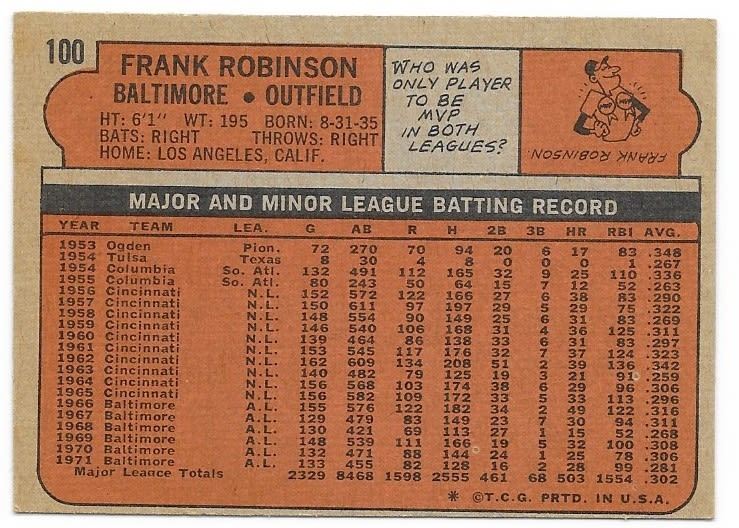 100
FRANK ROBINSON
BALTIMORE • OUTFIELD
HT: 6'1" WT: 195 BORN: 8-31-35
BATS: RIGHT THROWS: RIGHT
HOME: LOS ANGELES, CALIF.
WHO WAS
ONLY PLAYER
TO BE
MVP
IN BOTH
LEAGUES?
FRANK ROBINSON.
MAJOR AND MINOR LEAGUE BATTING RECORD
YEAR TEAM LEA. G AB R H 2B 3B HR RBI AVG.
1953 Ogden Pion. 72 270 70 94 20 6 17 83 .348
1954 Tulsa Texas 8 30 4 8 0 0 0 1 .267
1954 Columbia So. Atl. 132 491 112 165 32 9 25 110 .336
1955 Columbia So. Atl. 80 243 50 64 15 7 12 52 .263
1956 Cincinnati N.L. 152 572 122 166 27 6 38 83 .290
1957 Cincinnati N.L. 150 611 97 197 29 5 29 75 .322
1958 Cincinnati N.L. 148 554 90 149 25 6 31 83 .269
1959 Cincinnati N.L. 146 540 106 168 31 4 36 125 .311
1960 Cincinnati N.L. 139 464 86 138 33 6 31 83 .297
1961 Cincinnati N.L. 153 545 117 176 32 7 37 124 .323
1962 Cincinnati N.L. 162 609 134 208 51 2 39 136 .342
1963 Cincinnati N.L. 140 482 79 125 19 3 21 91 .259
1964 Cincinnati N.L. 156 568 103 174 38 6 29 96 .306
1965 Cincinnati N.L. 156 582 109 172 33 5 33 113 .296
1966 Baltimore A.L. 155 576 122 182 34 2 49 122 .316
1967 Baltimore A.L. 129 479 83 149 23 7 30 94 .311
1968 Baltimore A.L. 130 421 69 113 27 1 15 52 .268
1969 Baltimore A.L. 148 539 111 166 19 5 32 100 .308
1970 Baltimore A.L. 132 471 88 144 24 1 25 78 .306
1971 Baltimore A.L. 133 455 82 128 16 2 28 99 .281
Major League Totals 2329 8468 1598 2555 461 68 503 1554 .302
* ©T.C.G. PRTD. IN U.S.A.